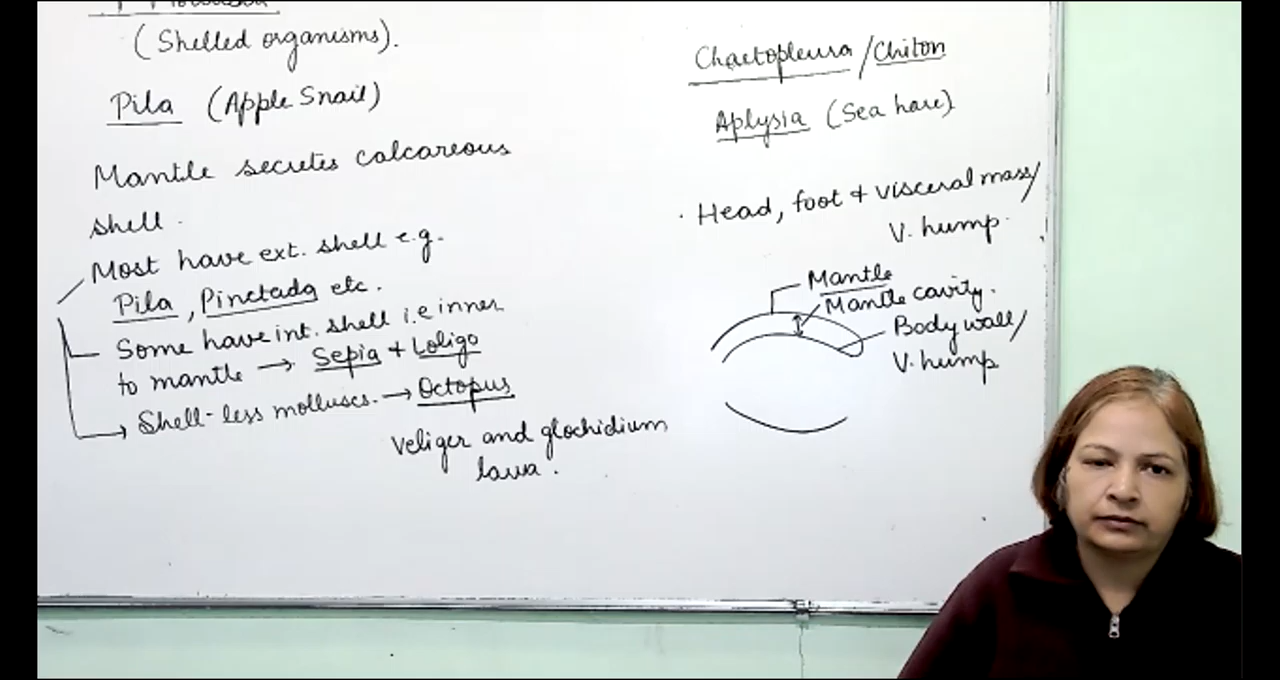 (Shelled organisms).
Pila (Apple Snail)
Mantle secretes calcareous
shell.
Most have ext. shell e.g.
Pila, Pinctada etc.
Some have int. shell i.e inner
to mantle → Sepia + Loligo
→ Shell-less molluscs. → Octopus
Veliger and glochidium
larva.
Chaetopleura / Chiton
Aplysia (Sea hare)
· Head, foot + visceral mass/
V. hump.
Mantle
Mantle cavity.
Body wall/
V. hump